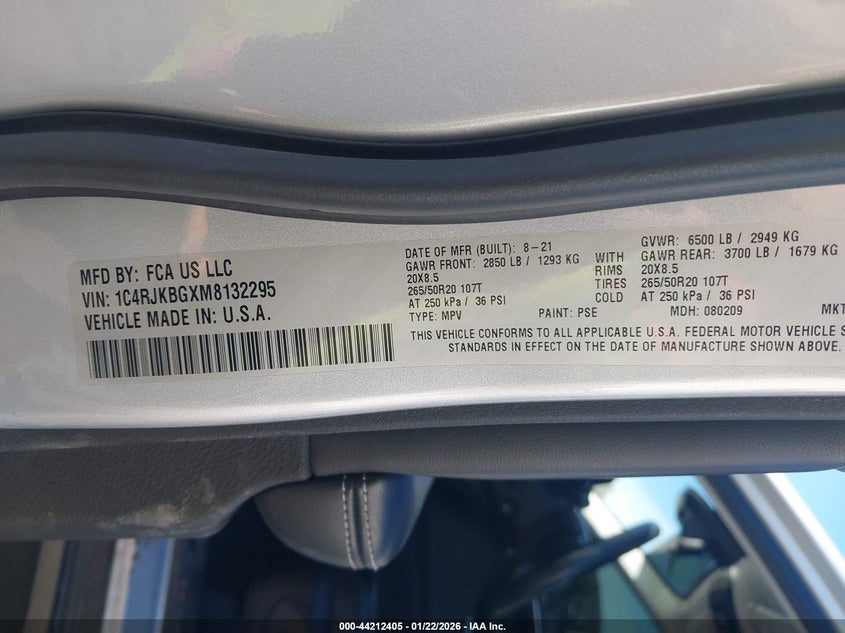 MFD BY: FCA US LLC
VIN: 1C4RJKBGXM8132295
VEHICLE MADE IN: U.S.A.
DATE OF MFR (BUILT): 8-21
GAWR FRONT: 2850 LB / 1293 KG
20X8.5
265/50R20 107T
AT 250 kPa / 36 PSI
TYPE: MPV
PAINT: PSE
WITH
RIMS
TIRES
COLD
GVWR: 6500 LB / 2949 KG
GAWR REAR: 3700 LB / 1679 KG
20X8.5
265/50R20 107T
AT 250 kPa / 36 PSI
MDH: 080209
MKT
THIS VEHICLE CONFORMS TO ALL APPLICABLE U.S.A. FEDERAL MOTOR VEHICLE S
STANDARDS IN EFFECT ON THE DATE OF MANUFACTURE SHOWN ABOVE.
000-44212405 - 01/22/2026 - IAA Inc.